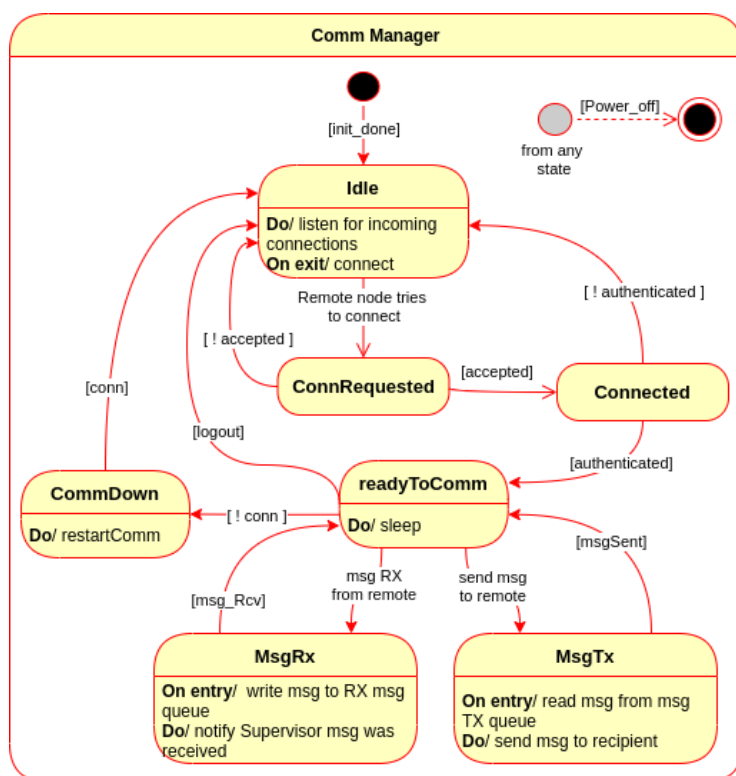 Comm Manager
[Power_off]
[init_done]
from any
state
Idle
Do/ listen for incoming
connections
On exit/ connect
Remote node tries
to connect
[ ! authenticated ]
[ ! accepted ]
ConnRequested
[accepted]
Connected
[conn]
[logout]
[authenticated]
CommDown
Do/ restartComm
[ ! conn ]
readyToComm
Do/ sleep
[msgSent]
msg RX
from remote
send msg
to remote
[msg_Rcv]
MsgRx
On entry/ write msg to RX msg
queue
Do/ notify Supervisor msg was
received
MsgTx
On entry/ read msg from msg
TX queue
Do/ send msg to recipient